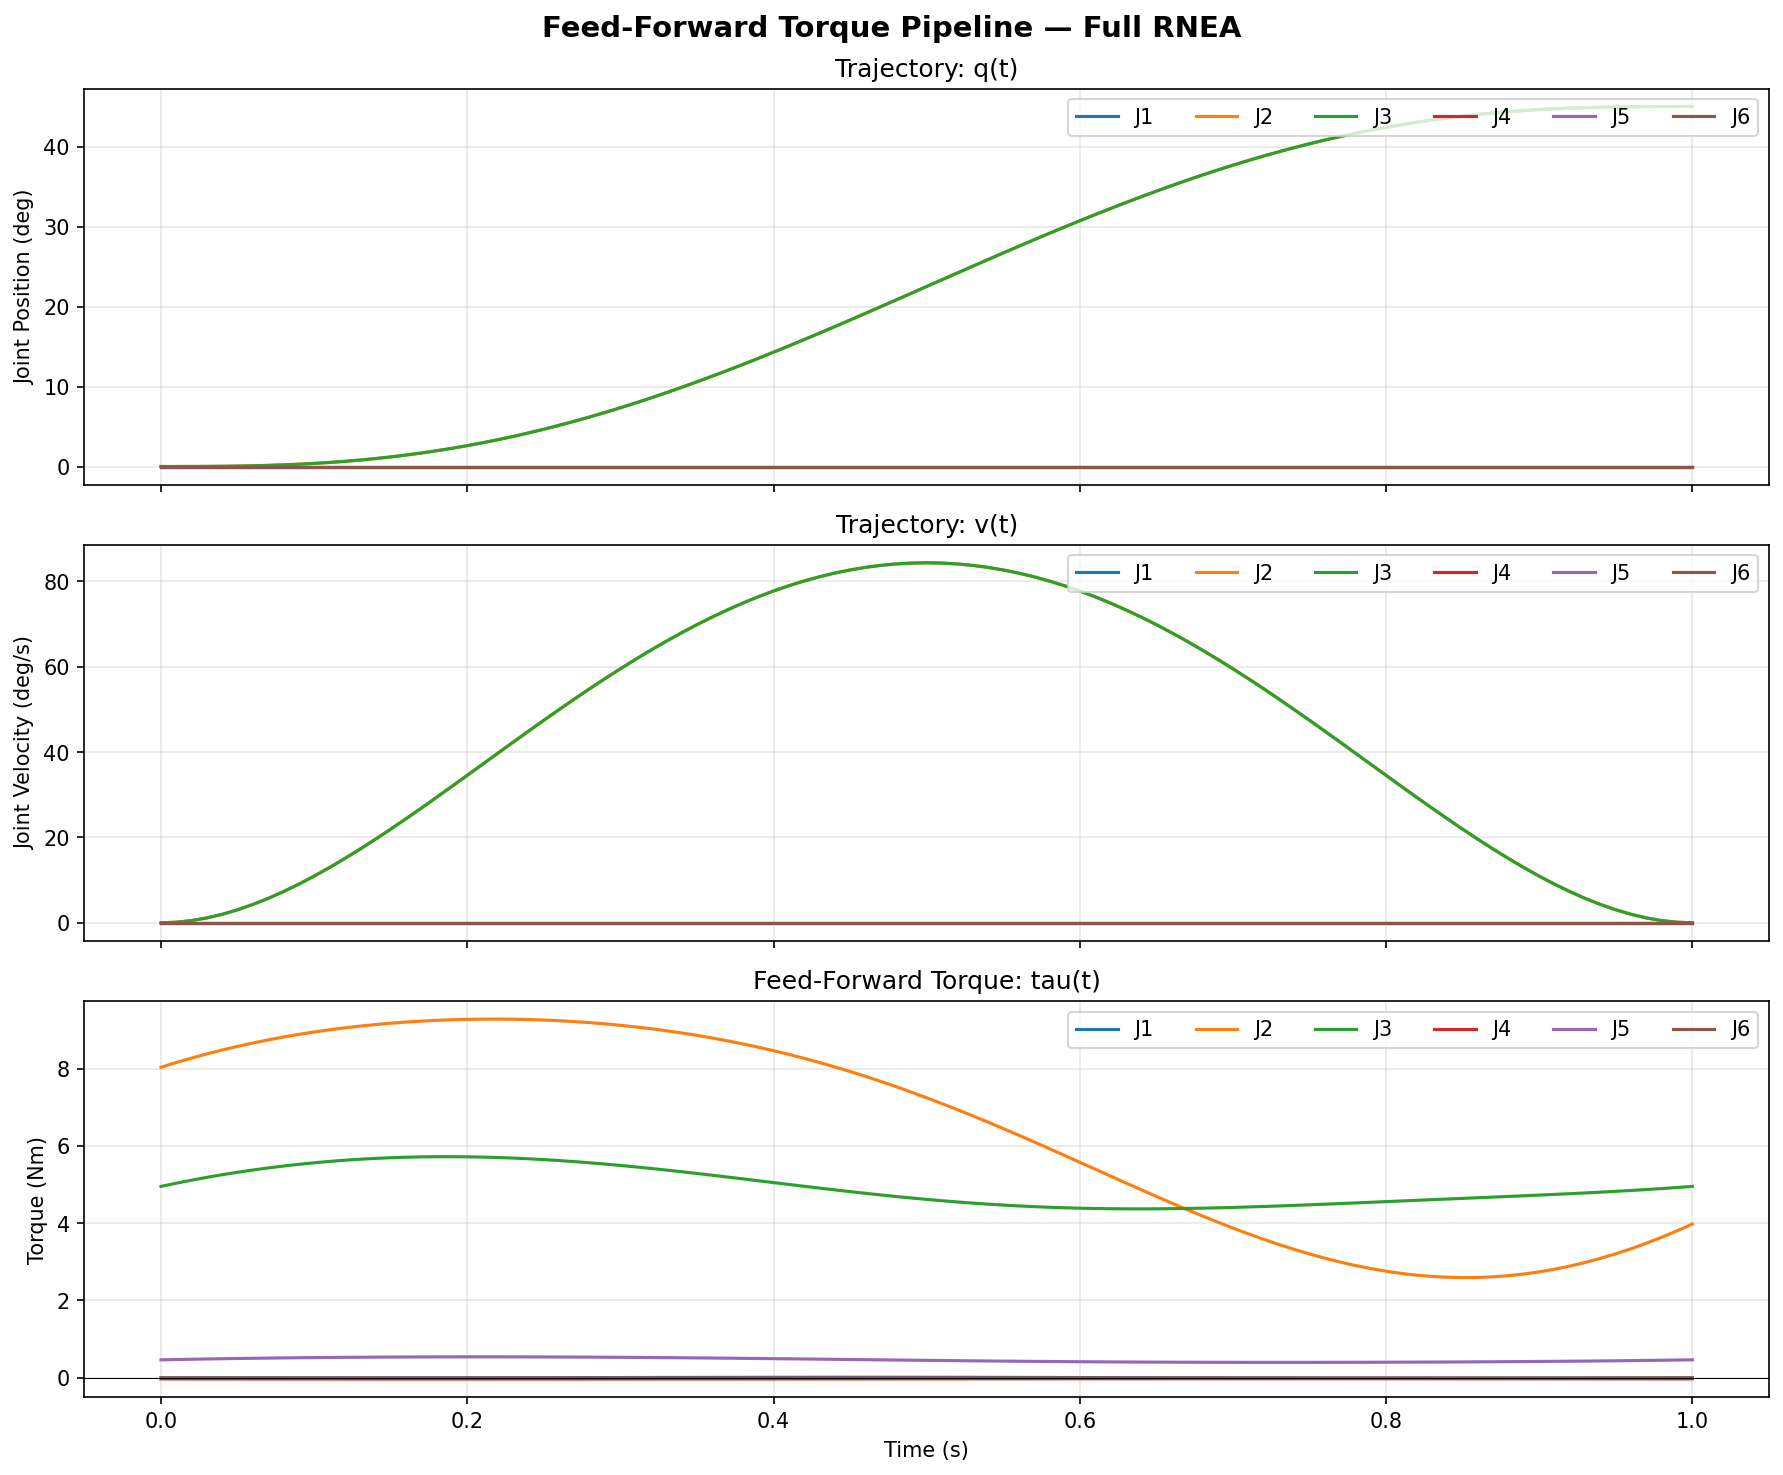 Feed-Forward Torque Pipeline — Full RNEA
Trajectory: q(t)
Joint Position (deg)
40
30
20
10
0
J1 J2 J3 J4 J5 J6
Trajectory: v(t)
Joint Velocity (deg/s)
80
60
40
20
0
J1 J2 J3 J4 J5 J6
Feed-Forward Torque: tau(t)
Torque (Nm)
8
6
4
2
0
J1 J2 J3 J4 J5 J6
0.0 0.2 0.4 0.6 0.8 1.0
Time (s)